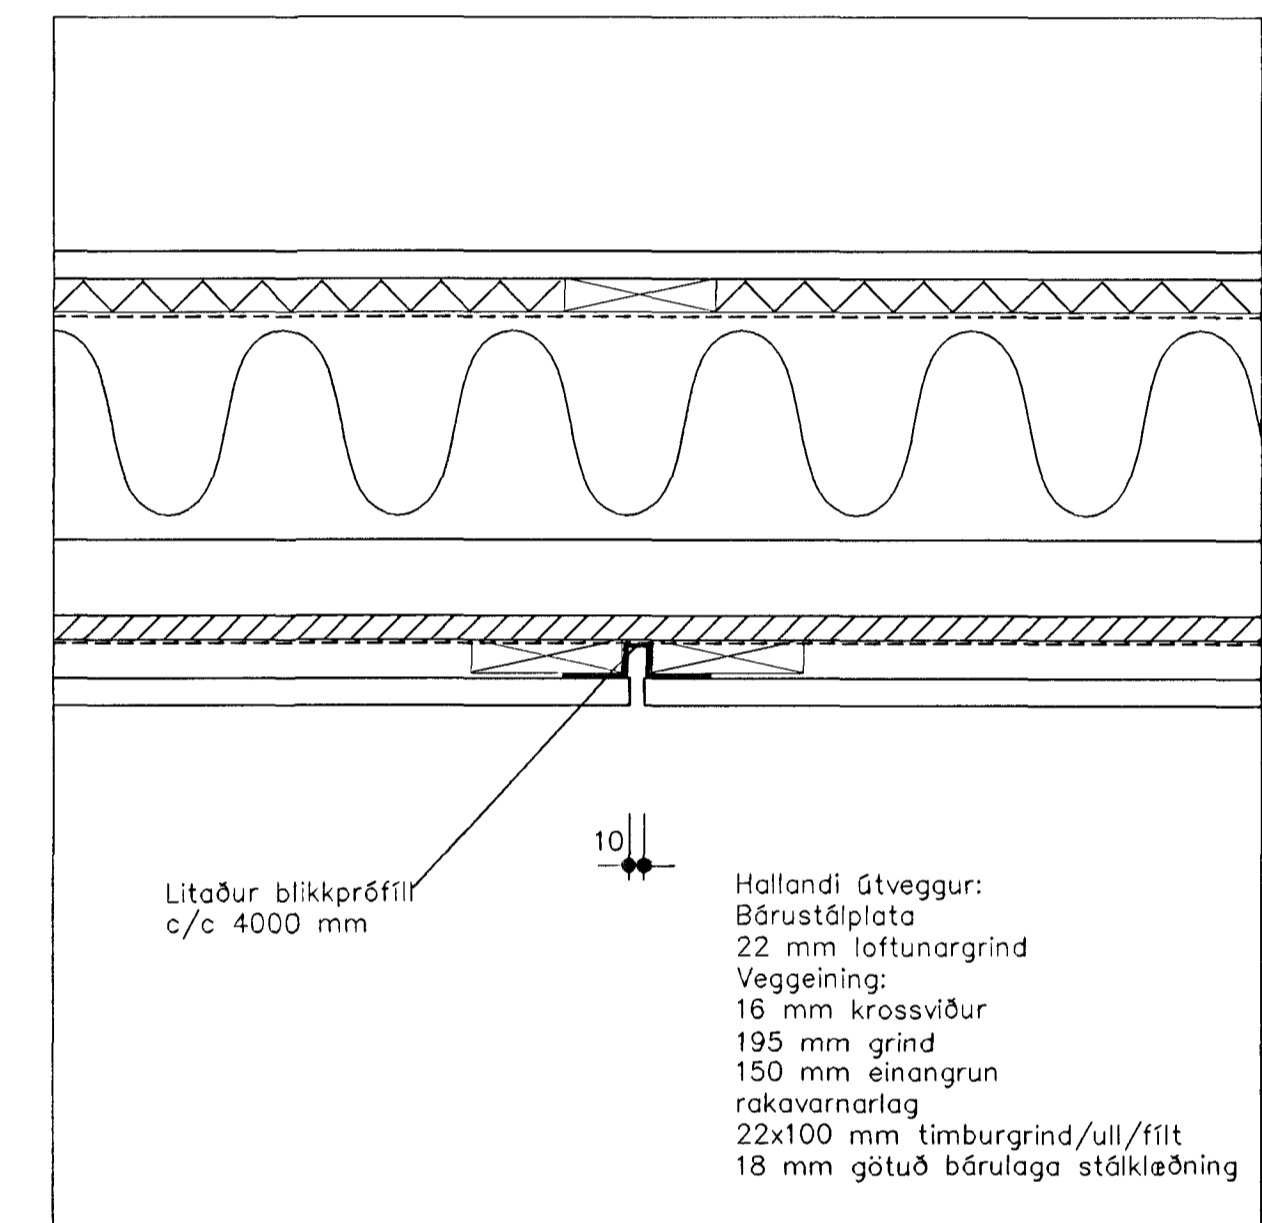 10
Litaður blikkprófíll
c/c 4000 mm
Hallandi útveggur:
Bárustálplata
22 mm loftunargrind
Veggeining:
16 mm krossviður
195 mm grind
150 mm einangrun
rakavarnarlag
22x100 mm timburgrind/ull/fílt
18 mm götuð bárulaga stálklæðning